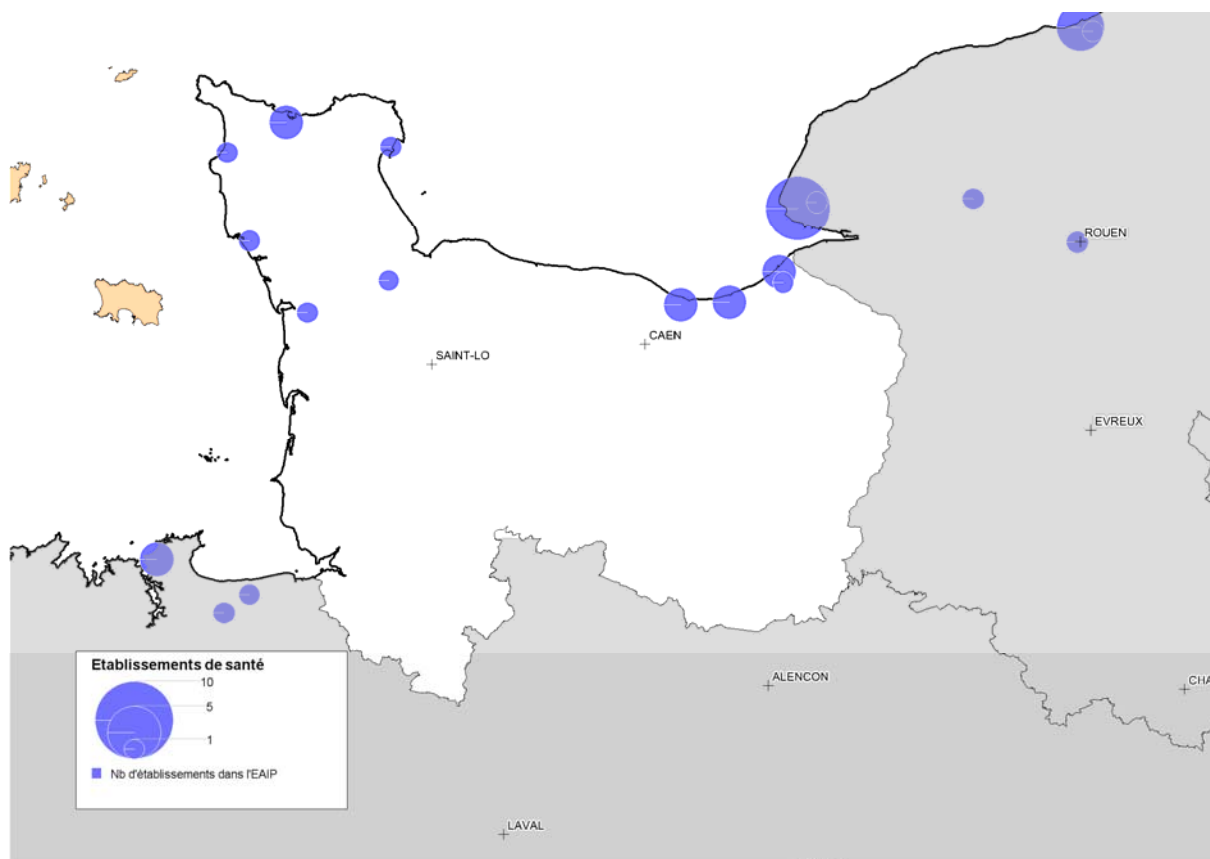 ROUEN
CAEN
SAINT-LO
EVREUX
Etablissements de santé
10
5
1
Nb d'établissements dans l'EAIP
ALENCON
CHA
LAVAL